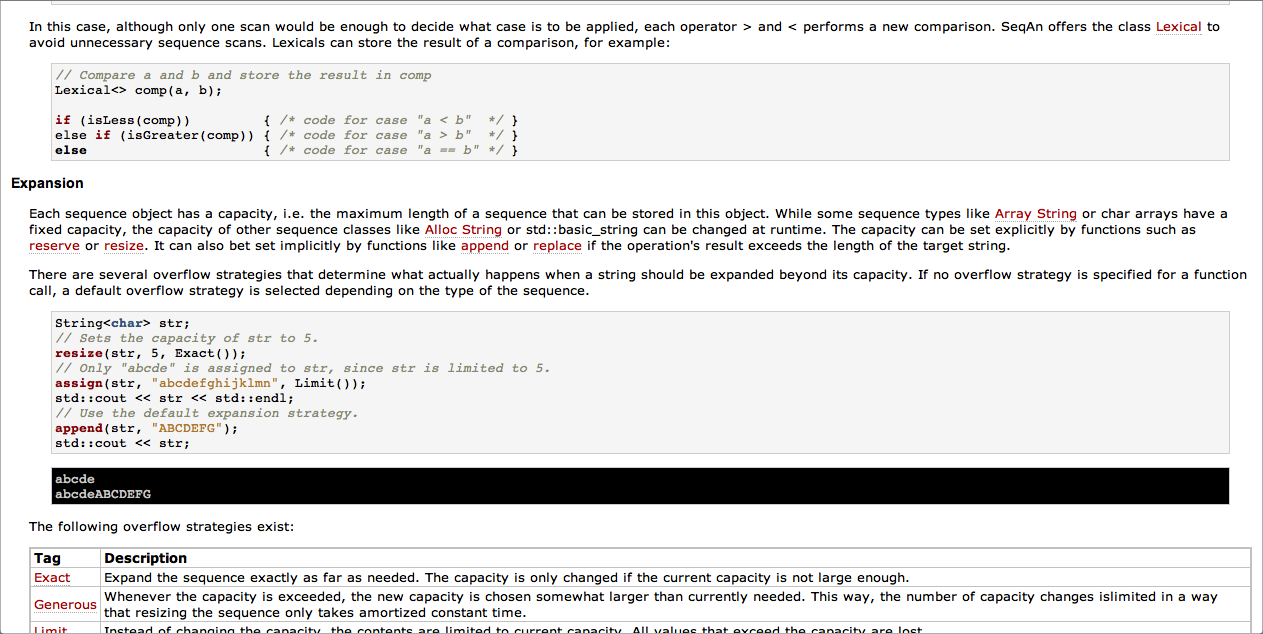 In this case, although only one scan would be enough to decide what case is to be applied, each operator > and < performs a new comparison. SeqAn offers the class Lexical to
avoid unnecessary sequence scans. Lexicals can store the result of a comparison, for example:
// Compare a and b and store the result in comp
Lexical<> comp(a, b);
if (isLess(comp))         { /* code for case "a < b"  */ }
else if (isGreater(comp)) { /* code for case "a > b"  */ }
else                      { /* code for case "a == b" */ }
Expansion
Each sequence object has a capacity, i.e. the maximum length of a sequence that can be stored in this object. While some sequence types like Array String or char arrays have a
fixed capacity, the capacity of other sequence classes like Alloc String or std::basic_string can be changed at runtime. The capacity can be set explicitly by functions such as
reserve or resize. It can also bet set implicitly by functions like append or replace if the operation's result exceeds the length of the target string.
There are several overflow strategies that determine what actually happens when a string should be expanded beyond its capacity. If no overflow strategy is specified for a function
call, a default overflow strategy is selected depending on the type of the sequence.
String<char> str;
// Sets the capacity of str to 5.
resize(str, 5, Exact());
// Only "abcde" is assigned to str, since str is limited to 5.
assign(str, "abcdefghijklmn", Limit());
std::cout << str << std::endl;
// Use the default expansion strategy.
append(str, "ABCDEFG");
std::cout << str;
abcde
abcdeABCDEFG
The following overflow strategies exist:
Tag Description
Exact Expand the sequence exactly as far as needed. The capacity is only changed if the current capacity is not large enough.
Generous Whenever the capacity is exceeded, the new capacity is chosen somewhat larger than currently needed. This way, the number of capacity changes islimited in a way
that resizing the sequence only takes amortized constant time.
Limit Instead of changing the capacity, the contents are limited to current capacity. All values that exceed the capacity are lost.